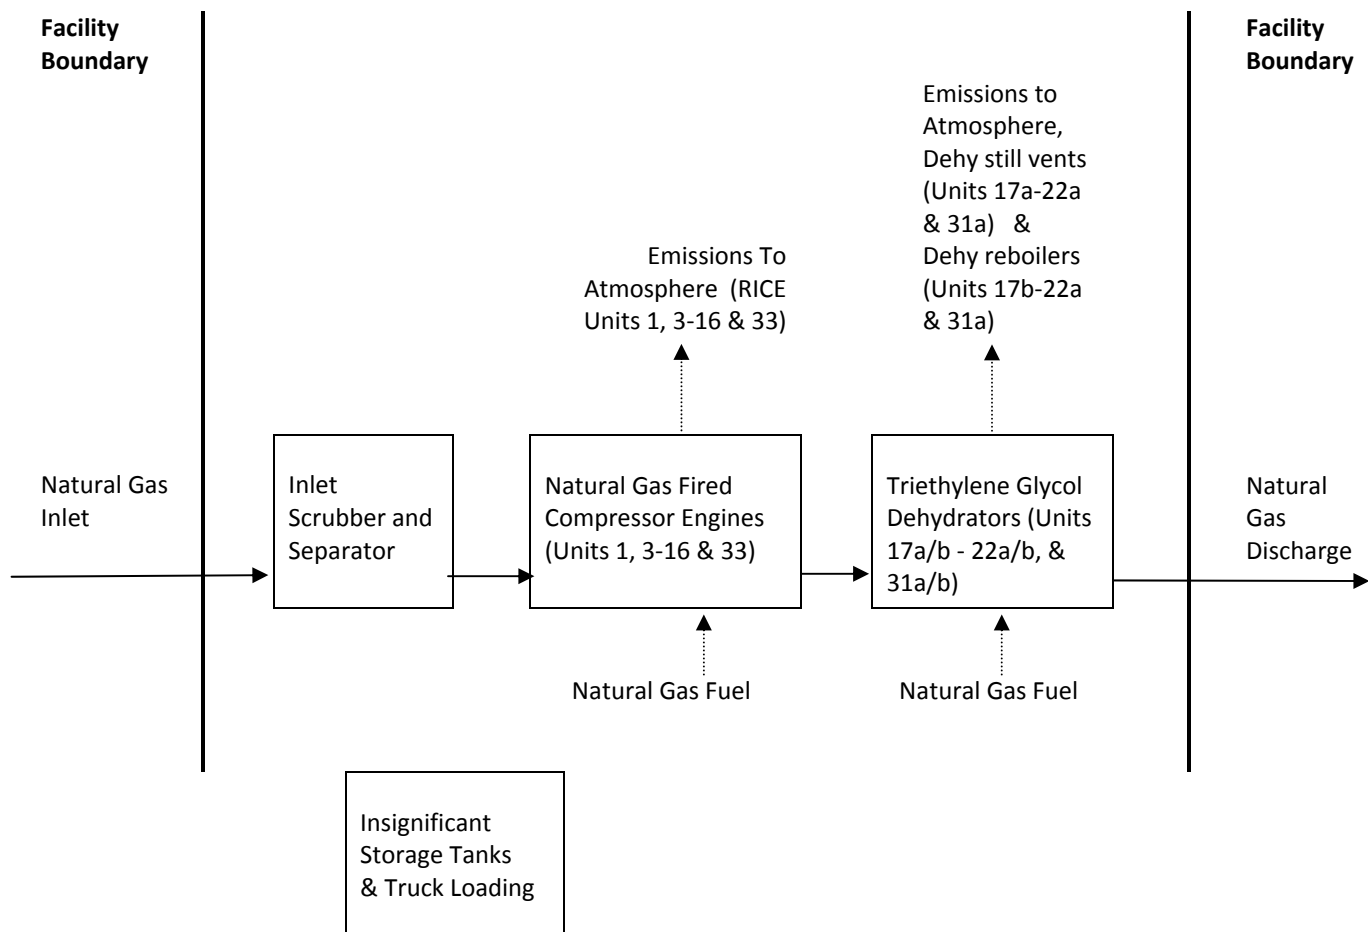 Facility
Boundary
Facility
Boundary
Emissions to
Atmosphere,
Dehy still vents
(Units 17a-22a
& 31a) &
Dehy reboilers
(Units 17b-22a
& 31a)
Emissions To
Atmosphere (RICE
Units 1, 3-16 & 33)
Natural Gas
Inlet
Inlet
Scrubber and
Separator
Natural Gas Fired
Compressor Engines
(Units 1, 3-16 & 33)
Triethylene Glycol
Dehydrators (Units
17a/b - 22a/b, &
31a/b)
Natural
Gas
Discharge
Natural Gas Fuel
Natural Gas Fuel
Insignificant
Storage Tanks
& Truck Loading